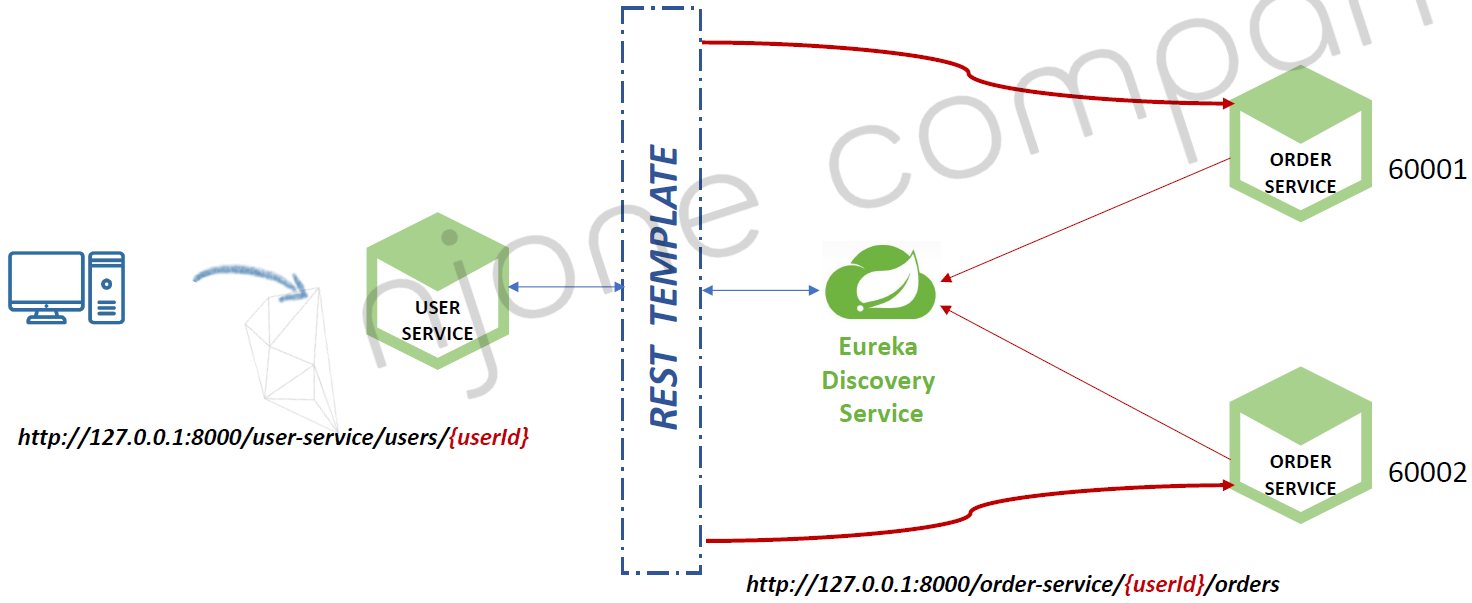 njone compan
REST TEMPLATE
ORDER
SERVICE
60001
USER
SERVICE
Eureka
Discovery
Service
http://127.0.0.1:8000/user-service/users/{userId}
ORDER
SERVICE
60002
http://127.0.0.1:8000/order-service/{userId}/orders